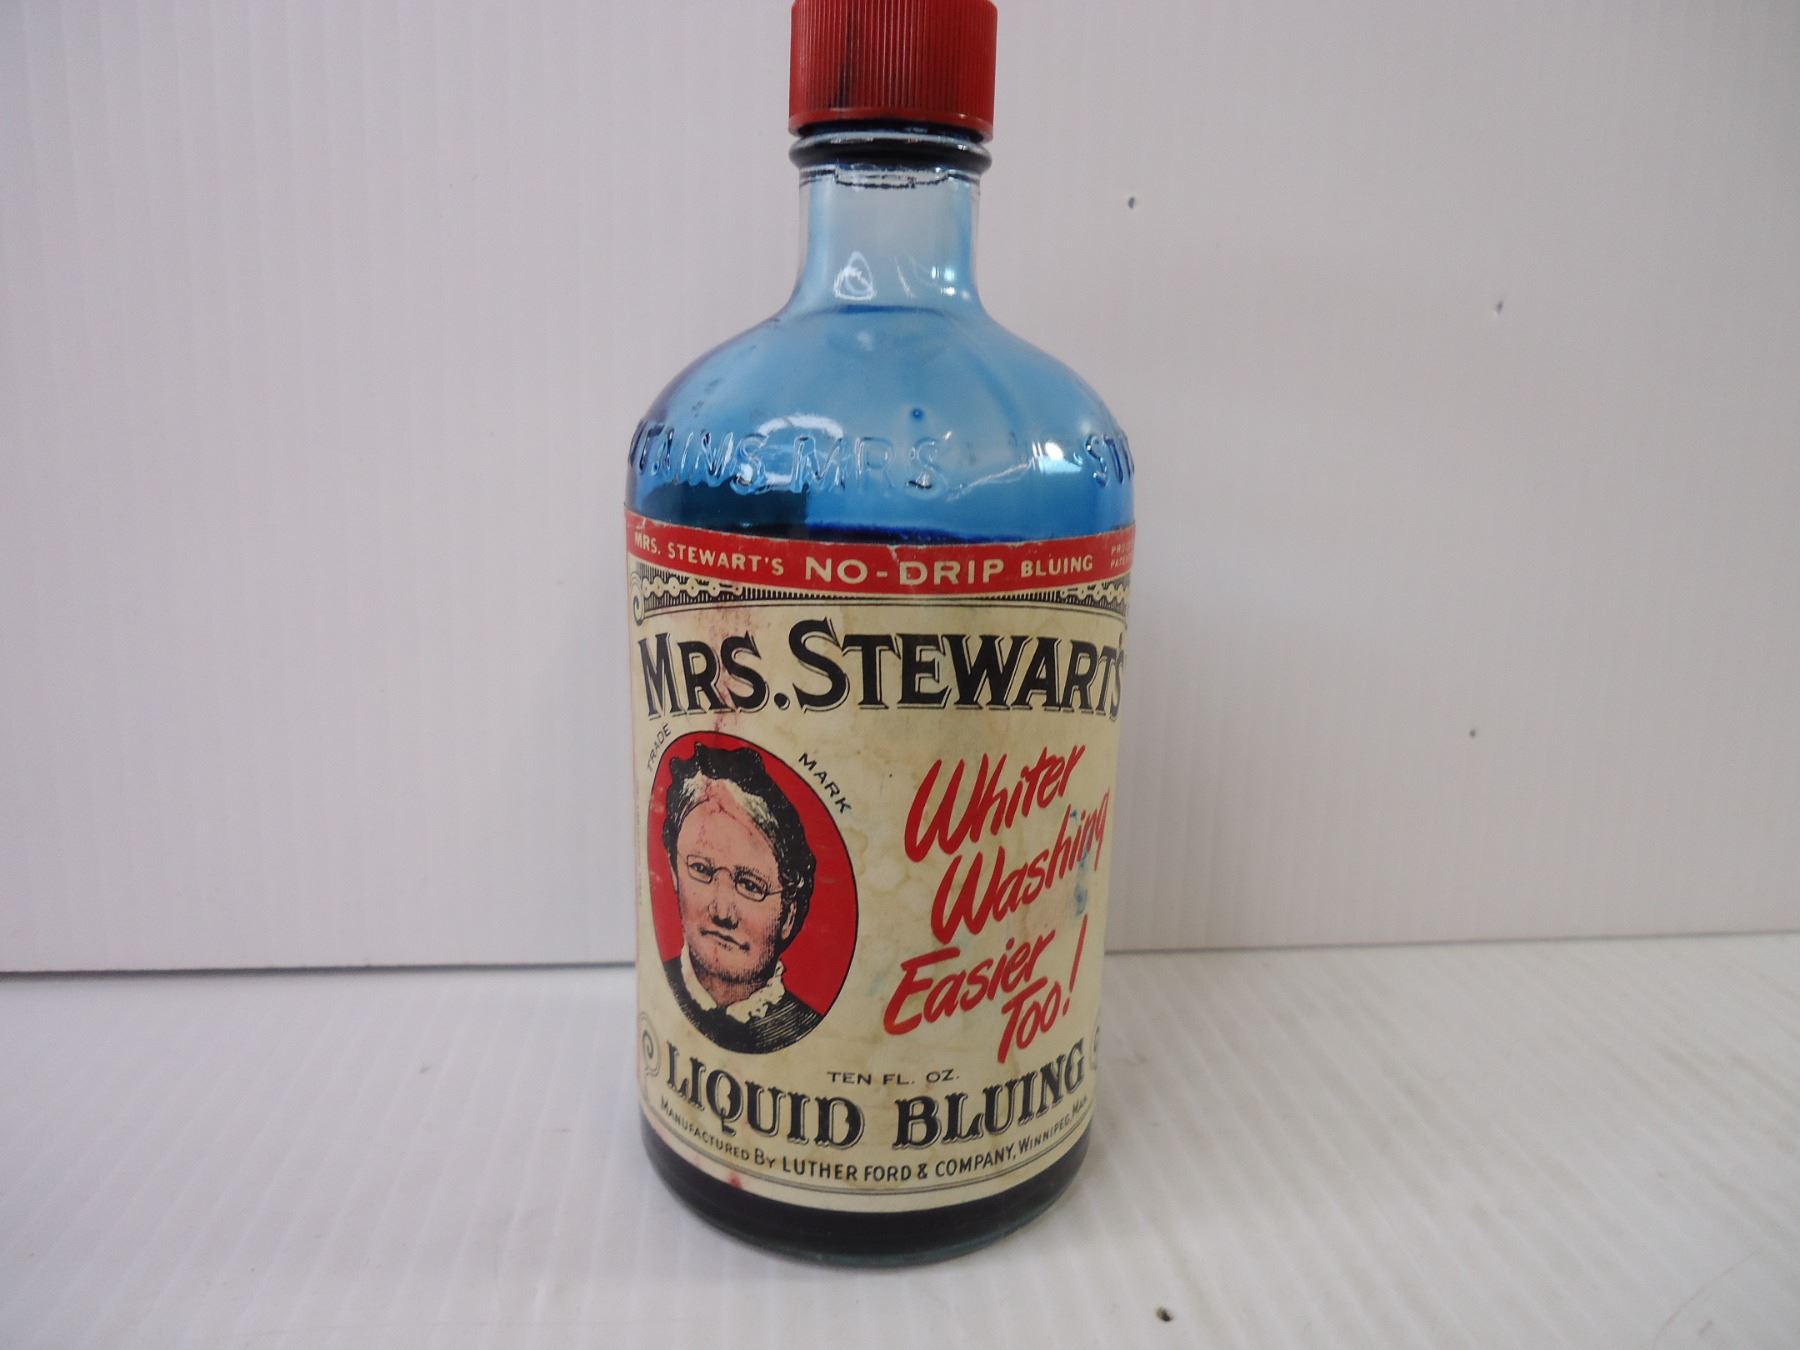 MRS.
MRS. STEWART'S NO-DRIP BLUING
MRS. STEWART'S
TRADE MARK
Whiter
Washing
Easier
Too!
TEN FL. OZ.
LIQUID BLUING
MANUFACTURED BY LUTHER FORD & COMPANY, WINNIPEG, MAN.